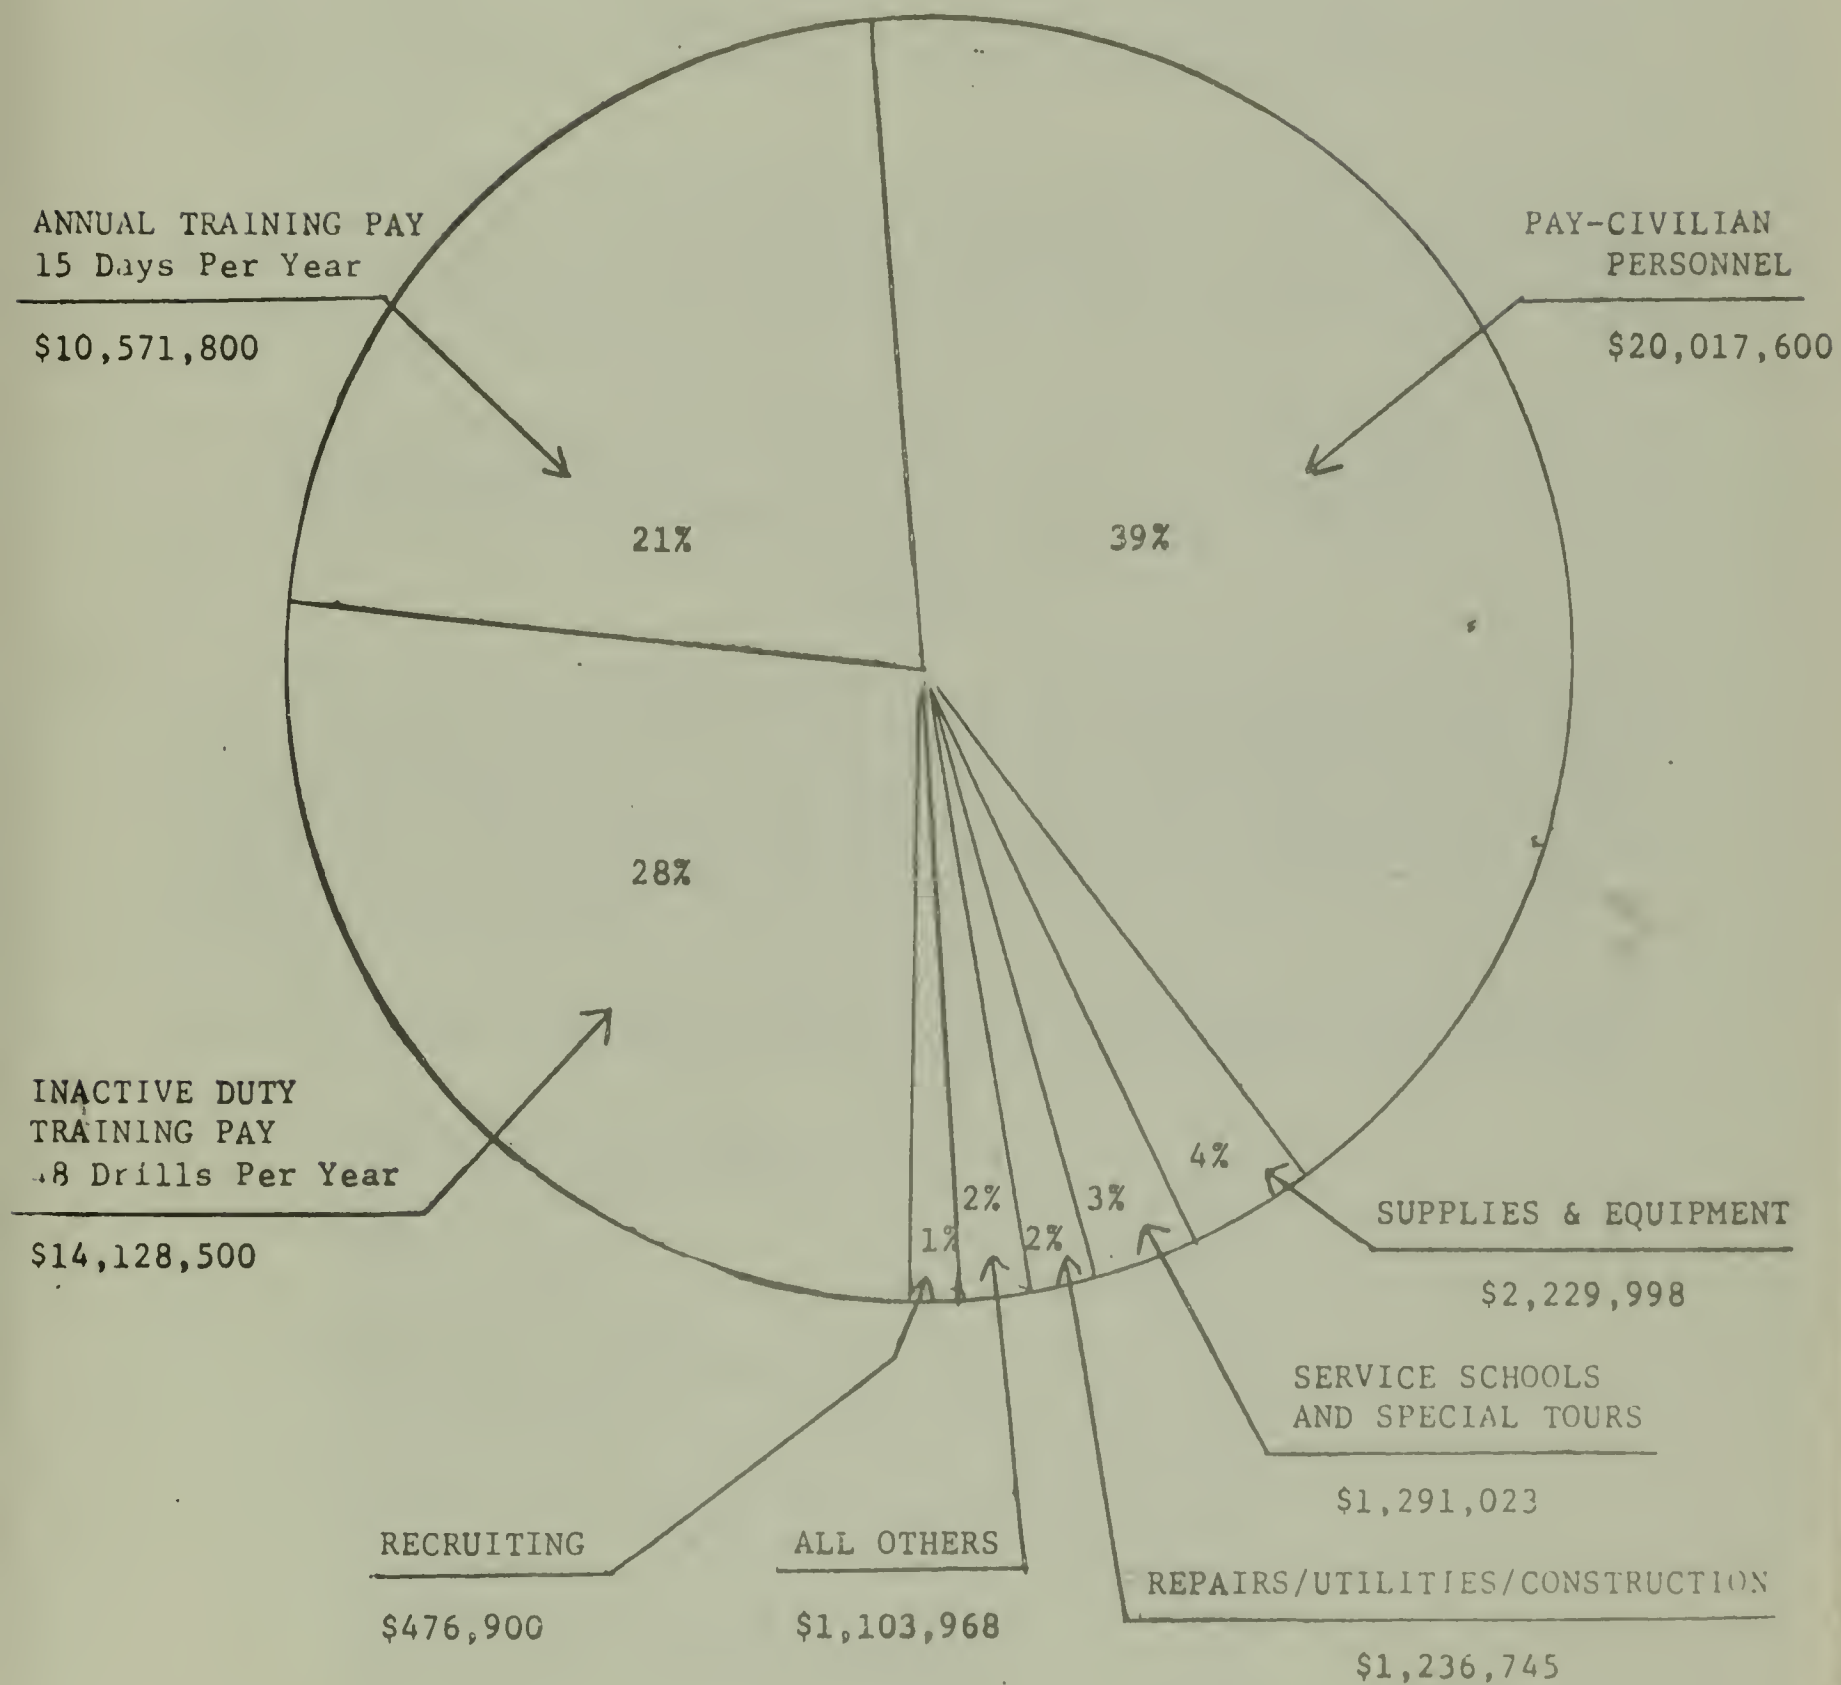 ANNUAL TRAINING PAY
15 Days Per Year
$10,571,800
PAY-CIVILIAN
PERSONNEL
$20,017,600
21%
39%
28%
INACTIVE DUTY
TRAINING PAY
8 Drills Per Year
$14,128,500
4%
3%
2%
2%
1%
SUPPLIES & EQUIPMENT
$2,229,998
SERVICE SCHOOLS
AND SPECIAL TOURS
$1,291,023
RECRUITING
$476,900
ALL OTHERS
$1,103,968
REPAIRS/UTILITIES/CONSTRUCTION
$1,236,745